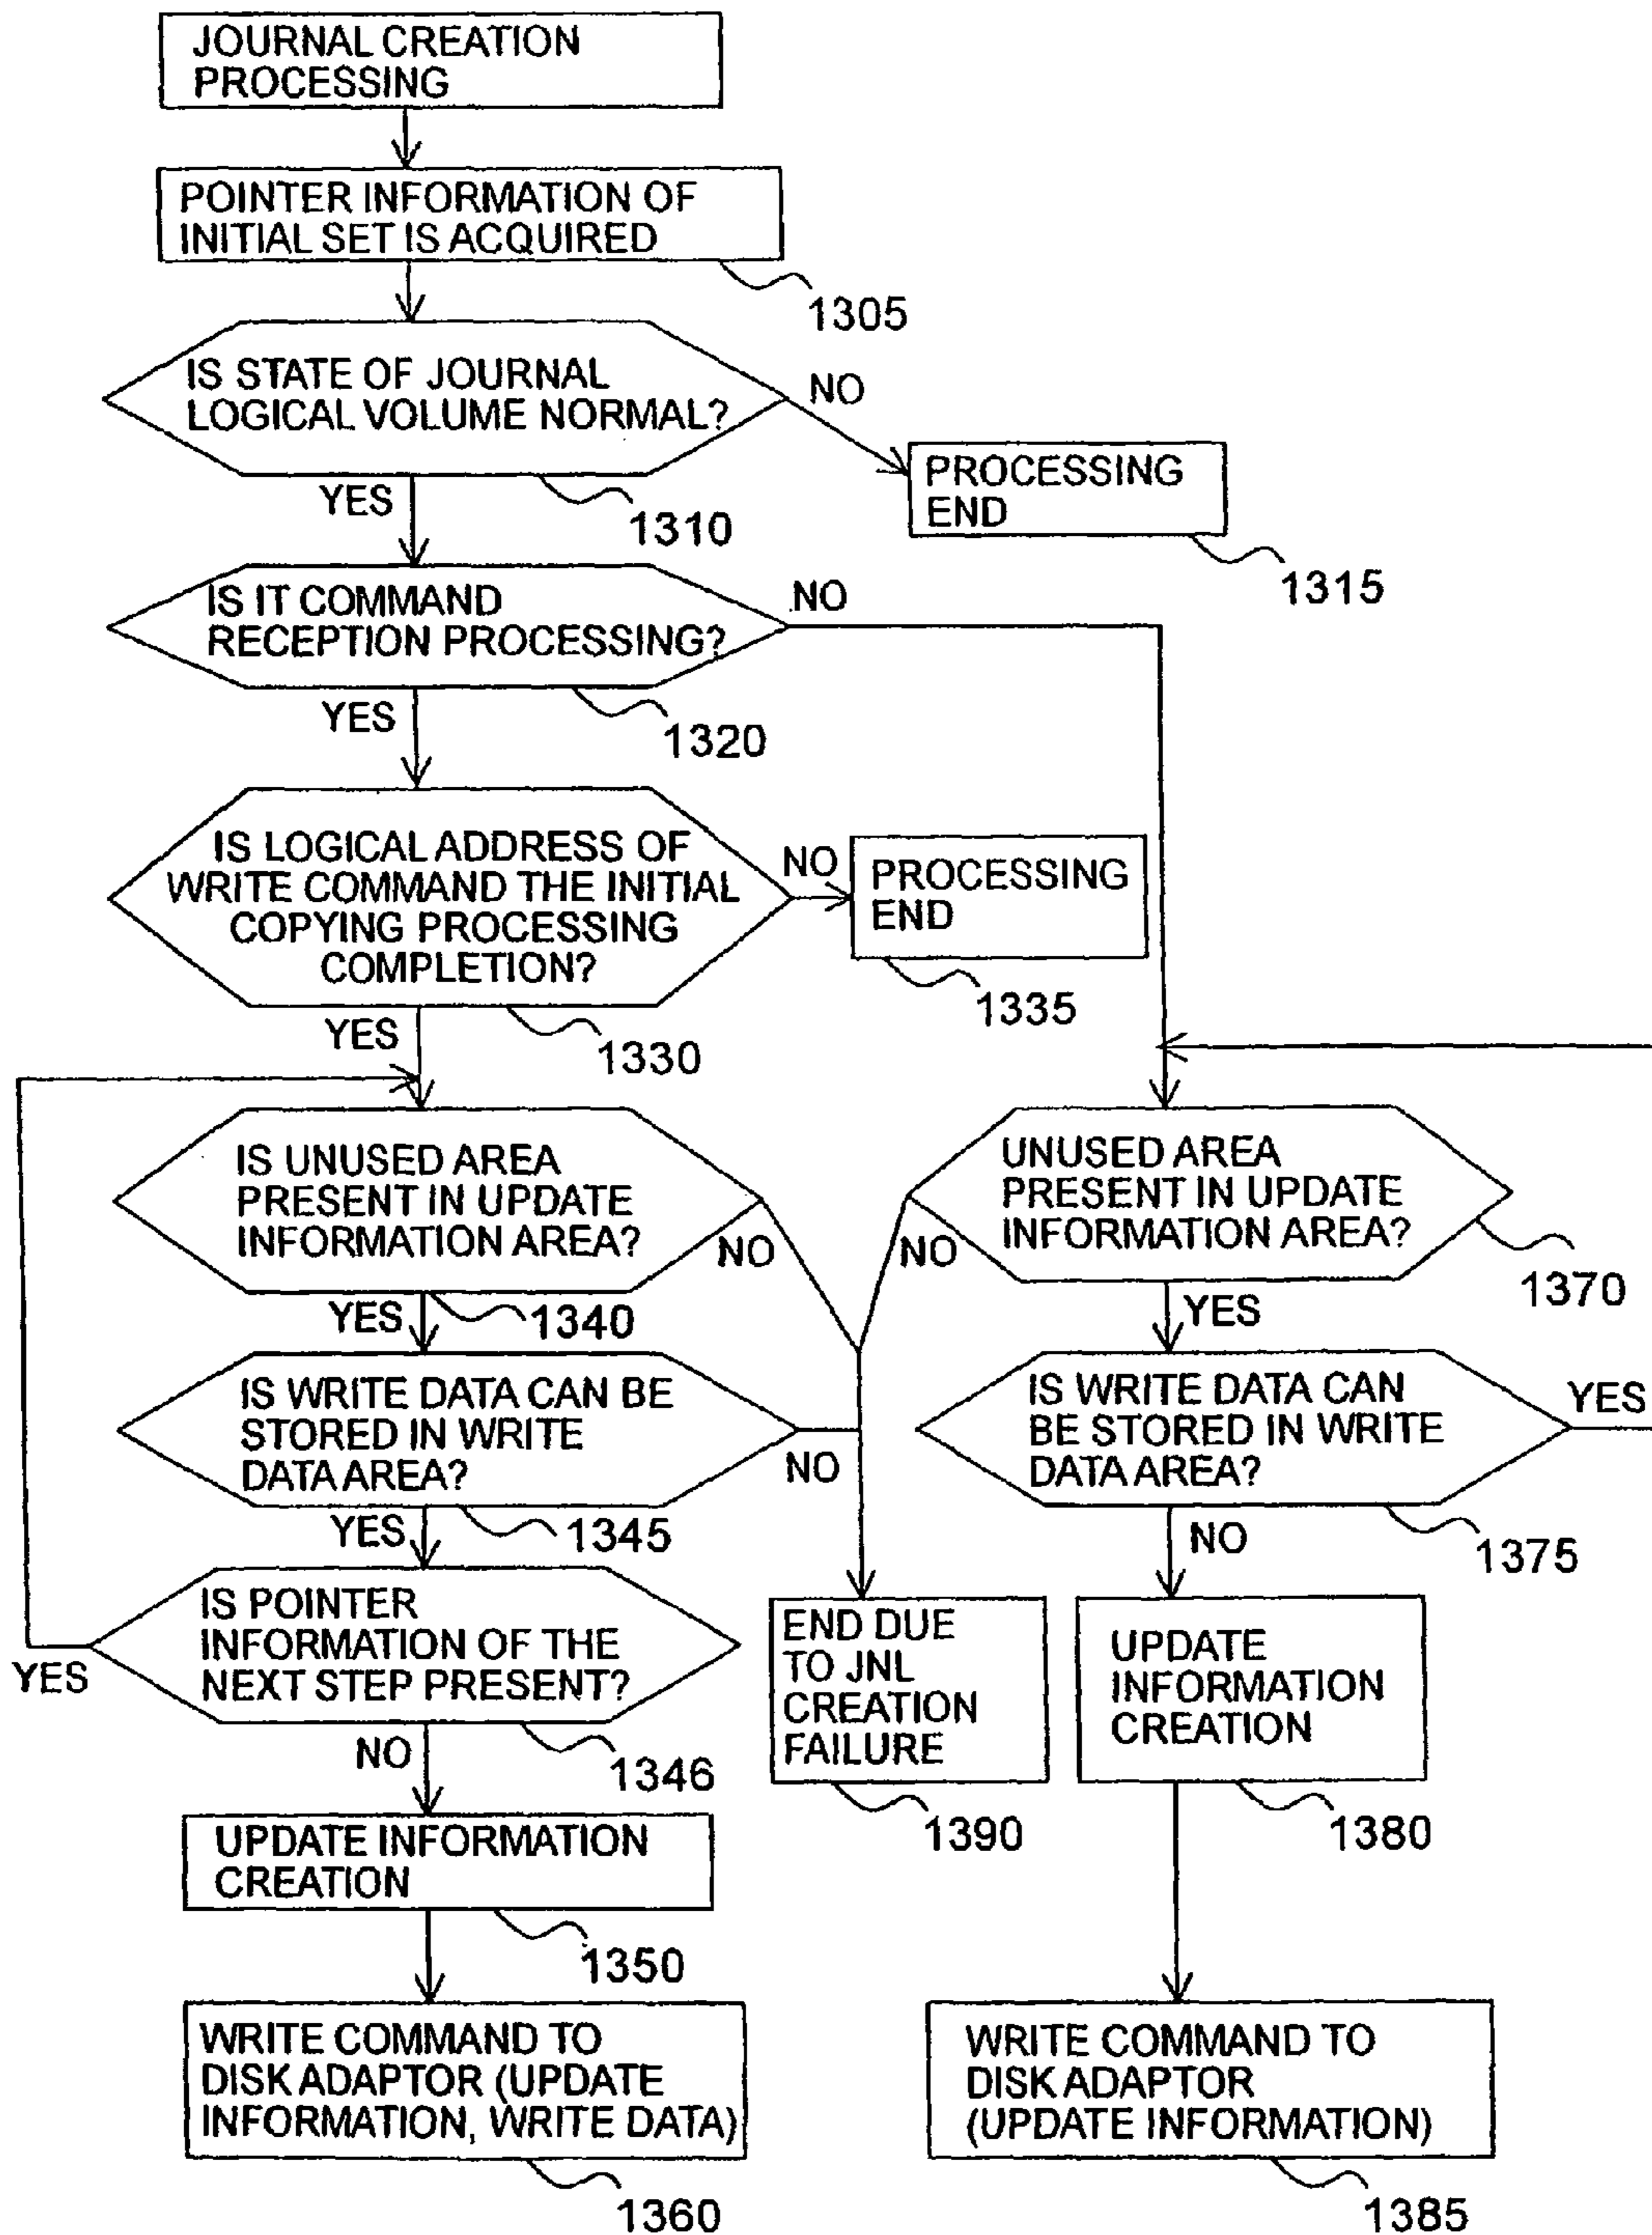 JOURNAL CREATION
PROCESSING
POINTER INFORMATION OF
INITIAL SET IS ACQUIRED
1305
IS STATE OF JOURNAL
LOGICAL VOLUME NORMAL?
NO
PROCESSING
END
YES
1310
1315
IS IT COMMAND
RECEPTION PROCESSING?
NO
YES
1320
IS LOGICAL ADDRESS OF
WRITE COMMAND THE INITIAL
COPYING PROCESSING
COMPLETION?
NO
PROCESSING
END
1335
YES
1330
IS UNUSED AREA
PRESENT IN UPDATE
INFORMATION AREA?
NO
UNUSED AREA
PRESENT IN UPDATE
INFORMATION AREA?
NO
1370
YES
1340
YES
IS WRITE DATA CAN BE
STORED IN WRITE
DATA AREA?
NO
IS WRITE DATA CAN
BE STORED IN WRITE
DATA AREA?
YES
YES
1345
NO
1375
IS POINTER
INFORMATION OF THE
NEXT STEP PRESENT?
YES
END DUE
TO JNL
CREATION
FAILURE
UPDATE
INFORMATION
CREATION
NO
1346
1390
1380
UPDATE INFORMATION
CREATION
1350
WRITE COMMAND TO
DISK ADAPTOR (UPDATE
INFORMATION, WRITE DATA)
WRITE COMMAND TO
DISK ADAPTOR
(UPDATE INFORMATION)
1360
1385